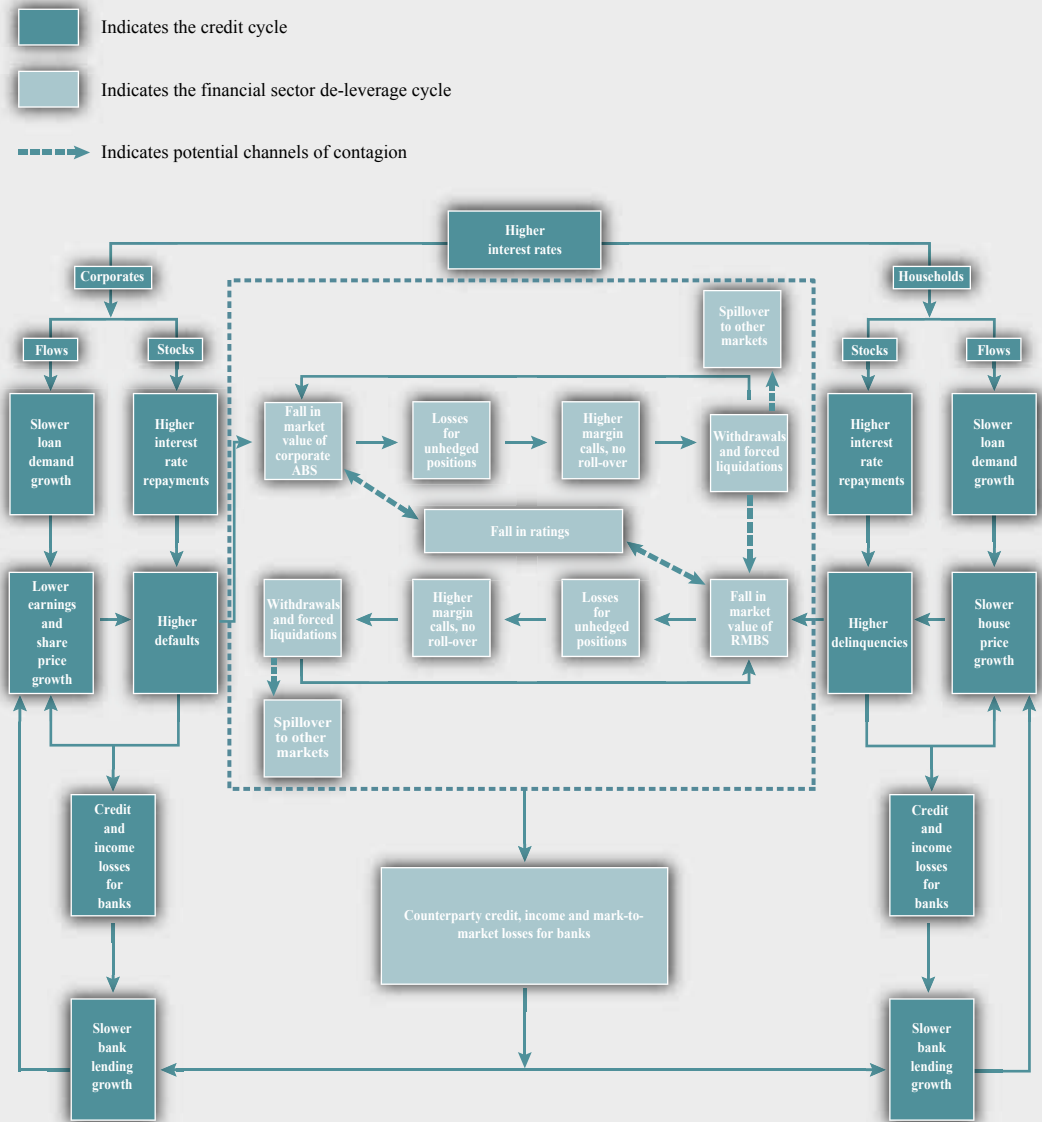 Indicates the credit cycle
Indicates the financial sector de-leverage cycle
Indicates potential channels of contagion
Higher
interest rates
Corporates
Households
Flows
Stocks
Stocks
Flows
Spillover
to other
markets
Slower
loan
demand
growth
Higher
interest
rate
repayments
Fall in
market
value of
corporate
ABS
Losses
for
unhedged
positions
Higher
margin
calls, no
roll-over
Withdrawals
and forced
liquidations
Higher
interest
rate
repayments
Slower
loan
demand
growth
Fall in ratings
Lower
earnings
and
share
price
growth
Higher
defaults
Withdrawals
and forced
liquidations
Higher
margin
calls, no
roll-over
Losses
for
unhedged
positions
Fall in
market
value of
RMBS
Higher
delinquencies
Slower
house
price
growth
Spillover
to other
markets
Credit
and
income
losses
for
banks
Counterparty credit, income and mark-to-
market losses for banks
Credit
and
income
losses
for
banks
Slower
bank
lending
growth
Slower
bank
lending
growth